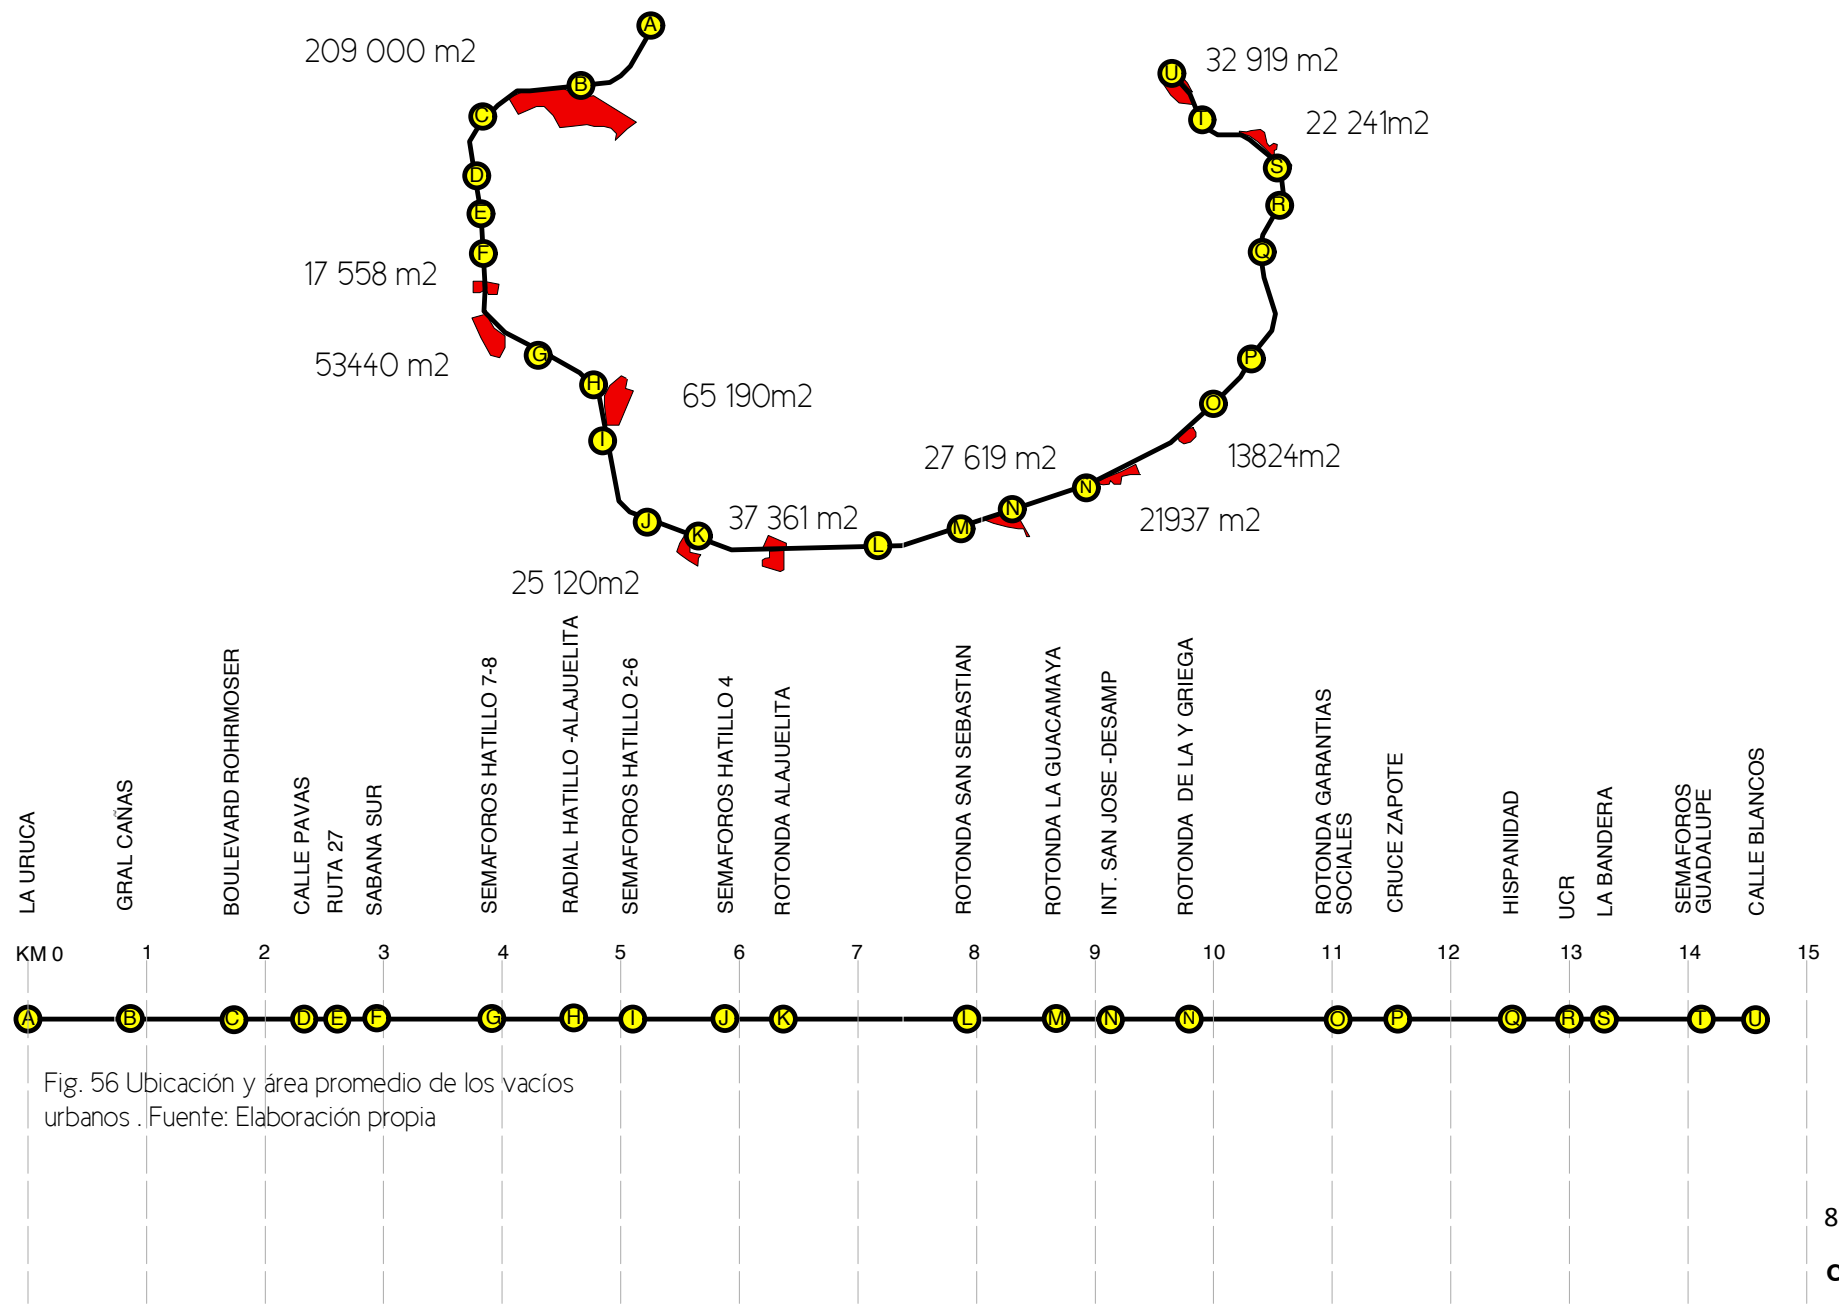 A
209 000 m2
B
C
D
E
F
17 558 m2
53440 m2
G
H
65 190m2
I
J
K
37 361 m2
25 120m2
L
M
27 619 m2
N
N
21937 m2
13824m2
O
P
Q
R
S
22 241m2
T
U
32 919 m2
LA URUCA
GRAL CAÑAS
BOULEVARD ROHRMOSER
CALLE PAVAS
RUTA 27
SABANA SUR
SEMAFOROS HATILLO 7-8
RADIAL HATILLO -ALAJUELITA
SEMAFOROS HATILLO 2-6
SEMAFOROS HATILLO 4
ROTONDA ALAJUELITA
ROTONDA SAN SEBASTIAN
ROTONDA LA GUACAMAYA
INT. SAN JOSE -DESAMP
ROTONDA DE LA Y GRIEGA
ROTONDA GARANTIAS
SOCIALES
CRUCE ZAPOTE
HISPANIDAD
UCR
LA BANDERA
SEMAFOROS
GUADALUPE
CALLE BLANCOS
KM 0 1 2 3 4 5 6 7 8 9 10 11 12 13 14 15
A B C D E F G H I J K L M N N O P Q R S T U
Fig. 56 Ubicación y área promedio de los vacíos
urbanos . Fuente: Elaboración propia
8